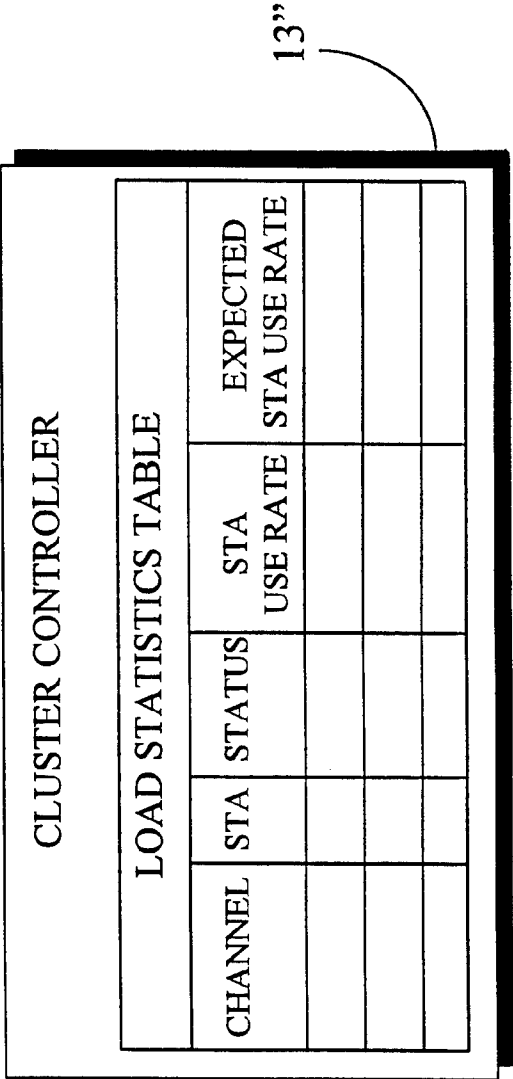 CLUSTER CONTROLLER
LOAD STATISTICS TABLE
CHANNEL STA STATUS STA USE RATE EXPECTED STA USE RATE
13”